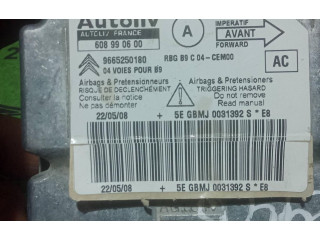 Autoliv
AUTOLIV FRANCE
608 99 06 00
IMPERATIF
AVANT
FORWARD
9665250180
04 VOIES POUR B9
RBG B9 C 04-CEM00
AC
Airbags & Pretensionneurs
RISQUE DE DECLENCHEMENT
Consulter la notice
Ne pas démonter
Airbags & Pretensioners
TRIGGERING HAZARD
Do not remove
Read manual
22/05/08 + 5E GBMJ 0031392 S * E8
22/05/08 + 5E GBMJ 0031392 S * E8